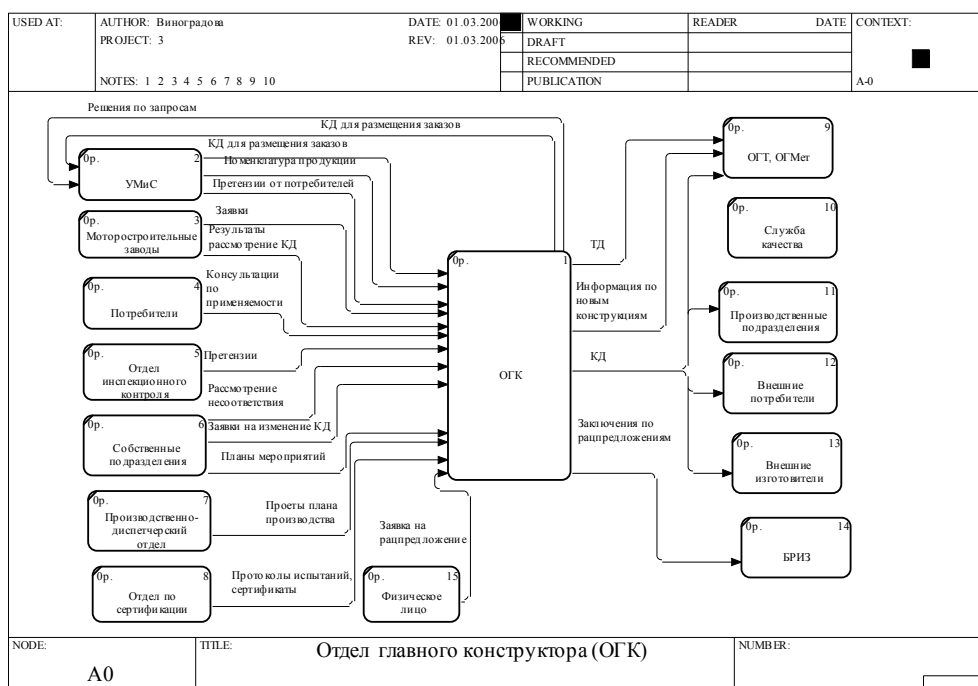 USED AT:
AUTHOR: Виноградова
DATE: 01.03.2006
PROJECT: 3
REV: 01.03.2006
NOTES: 1 2 3 4 5 6 7 8 9 10
WORKING
DRAFT
RECOMMENDED
PUBLICATION
READER
DATE
CONTEXT:
A-0
Решения по запросам
КД для размещения заказов
КД для размещения заказов
Номенклатура продукции
Претензии от потребителей
0р.
2
УМиС
Заявки
0р.
3
Моторостроительные
заводы
Результаты
рассмотрение КД
0р.
4
Потребители
Консультации
по
применяемости
0р.
5
Отдел
инспекционного
контроля
Претензии
Рассмотрение
несоответствия
0р.
6
Собственные
подразделения
Заявки на изменение КД
Планы мероприятий
0р.
7
Производственно-
диспетчерский
отдел
Проеты плана
производства
0р.
8
Отдел по
сертификации
Протоколы испытаний,
сертификаты
Заявка на
рацпредложение
0р.
15
Физическое
лицо
0р.
1
ОГК
ТД
Информация по
новым
конструкциям
КД
Заключения по
рацпредложениям
0р.
9
ОГТ, ОГМет
0р.
10
Служба
качества
0р.
11
Производственные
подразделения
0р.
12
Внешние
потребители
0р.
13
Внешние
изготовители
0р.
14
БРИЗ
NODE:
A0
TITLE:
Отдел главного конструктора (ОГК)
NUMBER: